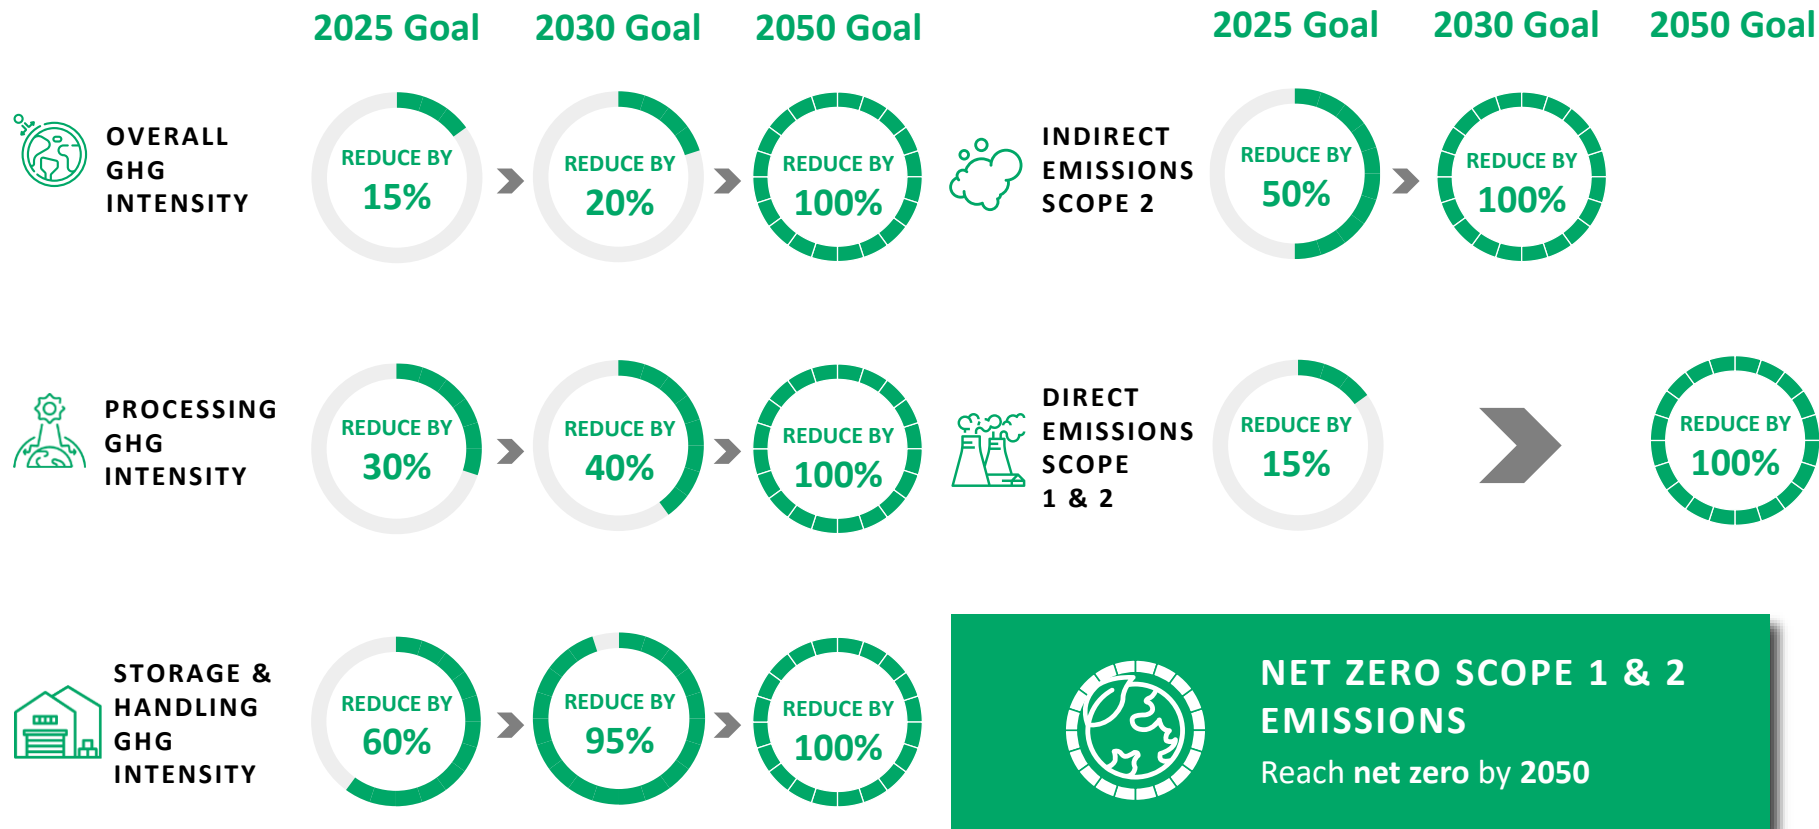 2025 Goal 2030 Goal 2050 Goal
OVERALL
GHG
INTENSITY
REDUCE BY
15%
REDUCE BY
20%
REDUCE BY
100%
PROCESSING
GHG
INTENSITY
REDUCE BY
30%
REDUCE BY
40%
REDUCE BY
100%
STORAGE &
HANDLING
GHG
INTENSITY
REDUCE BY
60%
REDUCE BY
95%
REDUCE BY
100%
2025 Goal 2030 Goal 2050 Goal
INDIRECT
EMISSIONS
SCOPE 2
REDUCE BY
50%
REDUCE BY
100%
DIRECT
EMISSIONS
SCOPE
1 & 2
REDUCE BY
15%
REDUCE BY
100%
NET ZERO SCOPE 1 & 2
EMISSIONS
Reach net zero by 2050